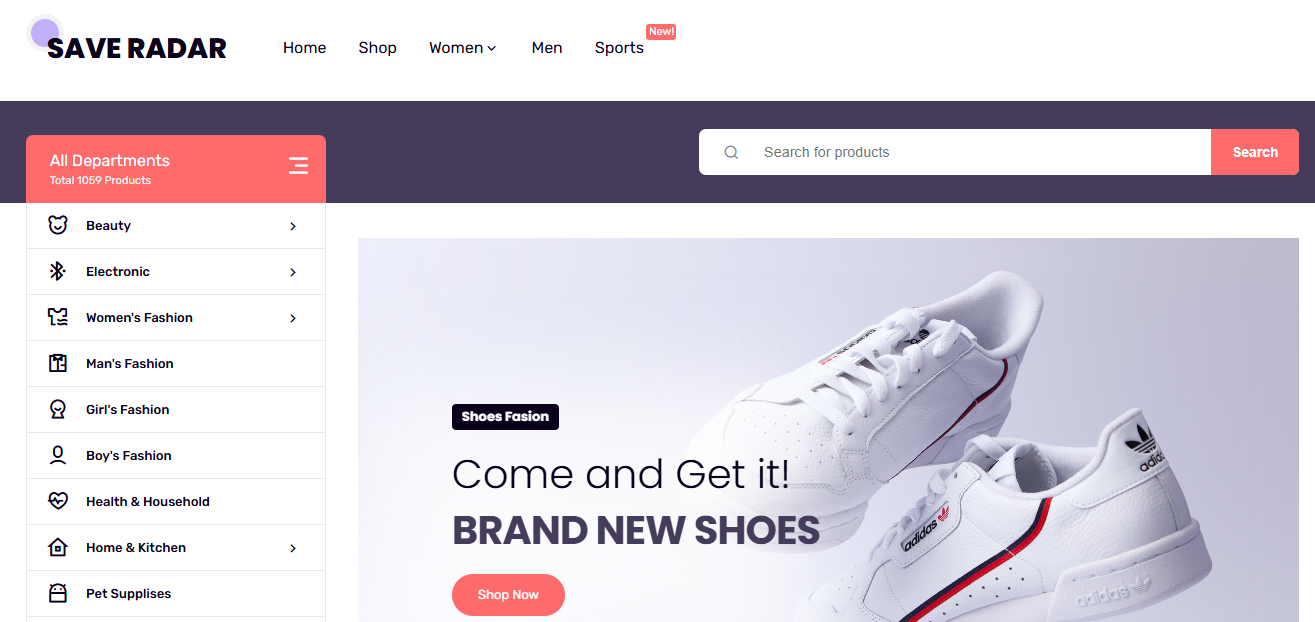 SAVE RADAR
Home Shop Women Men Sports New!
All Departments
Total 1059 Products
Search for products Search
Beauty
Electronic
Women's Fashion
Man's Fashion
Girl's Fashion
Boy's Fashion
Health & Household
Home & Kitchen
Pet Supplises
Shoes Fasion
Come and Get it!
BRAND NEW SHOES
Shop Now
adidas
adidas
adidas